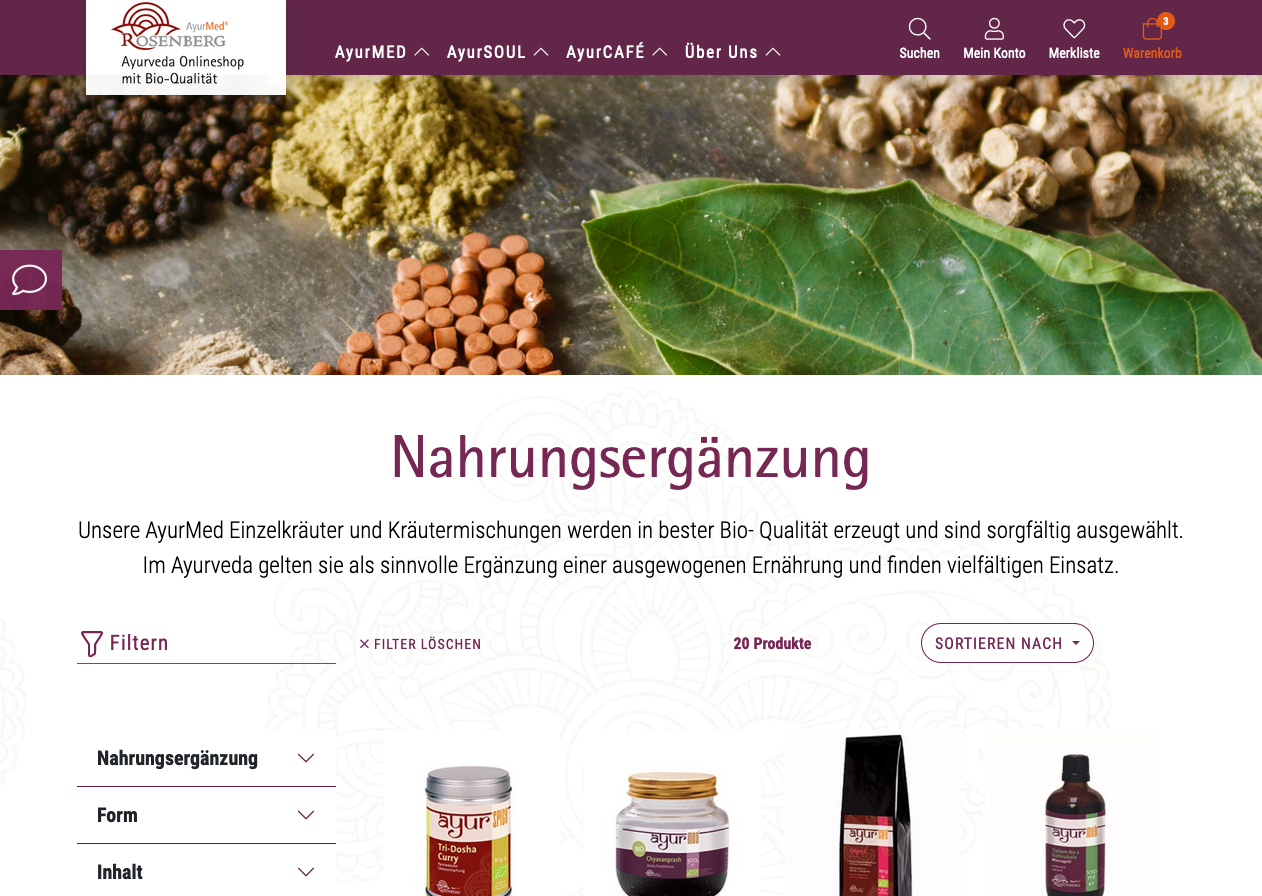 AyurMed®
ROSENBERG
Ayurveda Onlineshop
mit Bio-Qualität
AyurMED
AyurSOUL
AyurCAFÉ
Über Uns
Suchen
Mein Konto
Merkliste
3
Warenkorb
Nahrungsergänzung
Unsere AyurMed Einzelkräuter und Kräutermischungen werden in bester Bio- Qualität erzeugt und sind sorgfältig ausgewählt.
Im Ayurveda gelten sie als sinnvolle Ergänzung einer ausgewogenen Ernährung und finden vielfältigen Einsatz.
Filtern
FILTER LÖSCHEN
20 Produkte
SORTIEREN NACH
Nahrungsergänzung
Form
Inhalt
ayur SPICE
Tri-Dosha
Curry
ayur MED
BIO
Chyavanprash
ayur
ayur MED
ROSENBERG